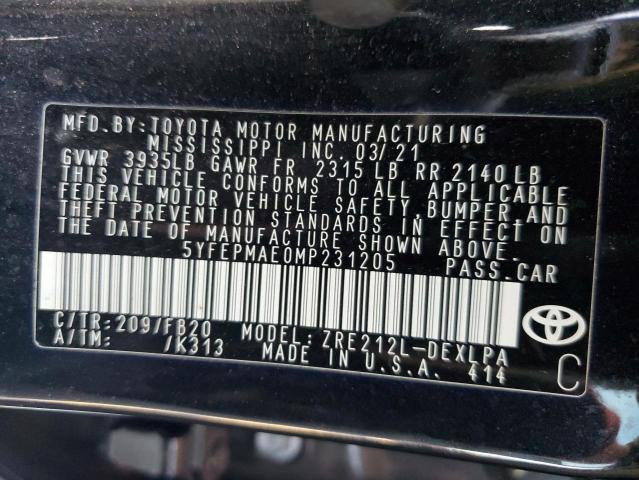 MFD.BY:TOYOTA MOTOR MANUFACTURING
MISSISSIPPI INC. 03/21
GVWR 3935LB GAWR FR 2315 LB RR 2140 LB
THIS VEHICLE CONFORMS TO ALL APPLICABLE
FEDERAL MOTOR VEHICLE SAFETY,BUMPER,AND
THEFT PREVENTION STANDARDS IN EFFECT ON
THE DATE OF MANUFACTURE SHOWN ABOVE.
5YFEPMAE0MP231205 PASS.CAR
C/TR:209/FB20 MODEL: ZRE212L-DEXLPA
A/TM: /K313 MADE IN U.S.A. 414
C